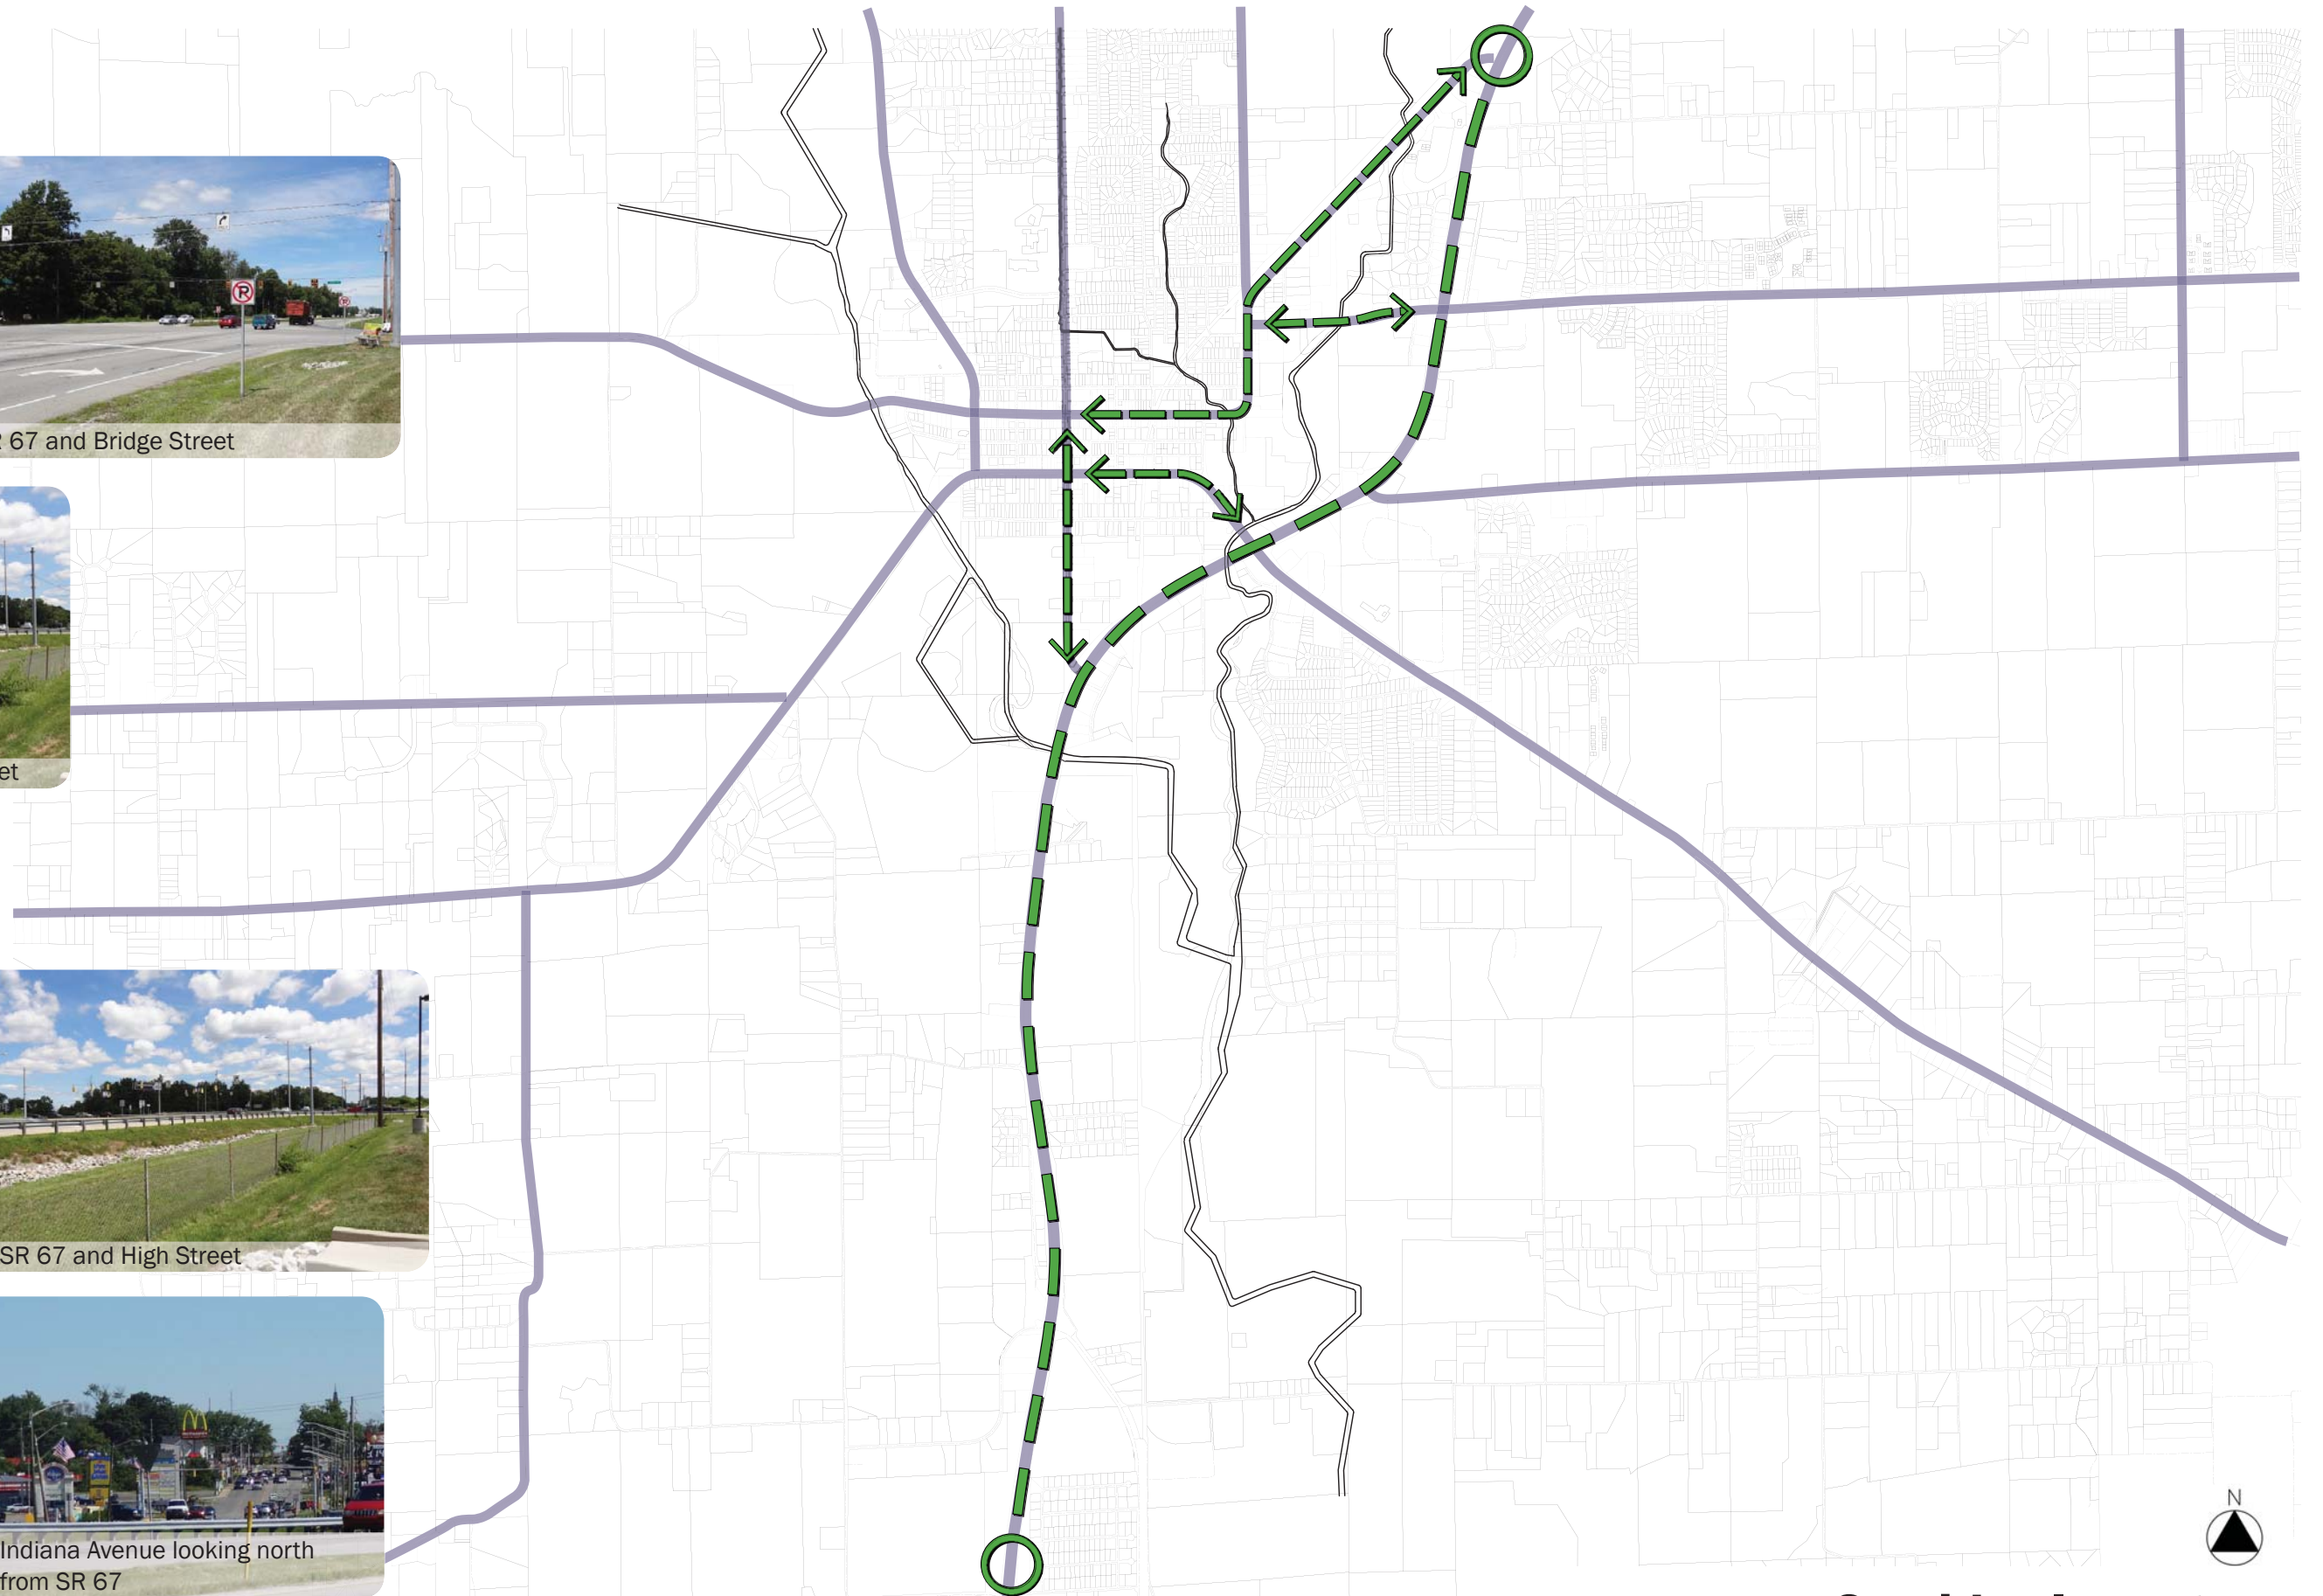 67 and Bridge Street
et
SR 67 and High Street
Indiana Avenue looking north
from SR 67
N